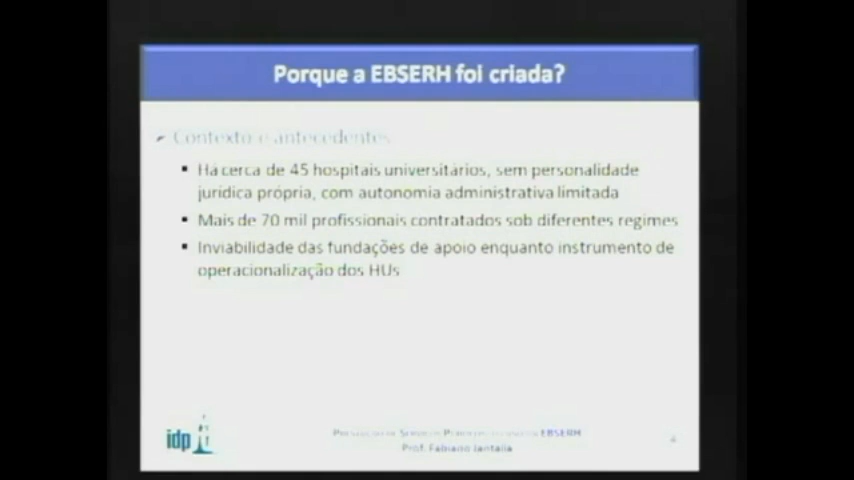 Porque a EBSERH foi criada?
Contexto e antecedentes
Há cerca de 45 hospitais universitários, sem personalidade
jurídica própria, com autonomia administrativa limitada
Mais de 70 mil profissionais contratados sob diferentes regimes
Inviabilidade das fundações de apoio enquanto instrumento de
operacionalização dos HUs
idp
EBSERH
Prof. Fabiano Jantalia
4